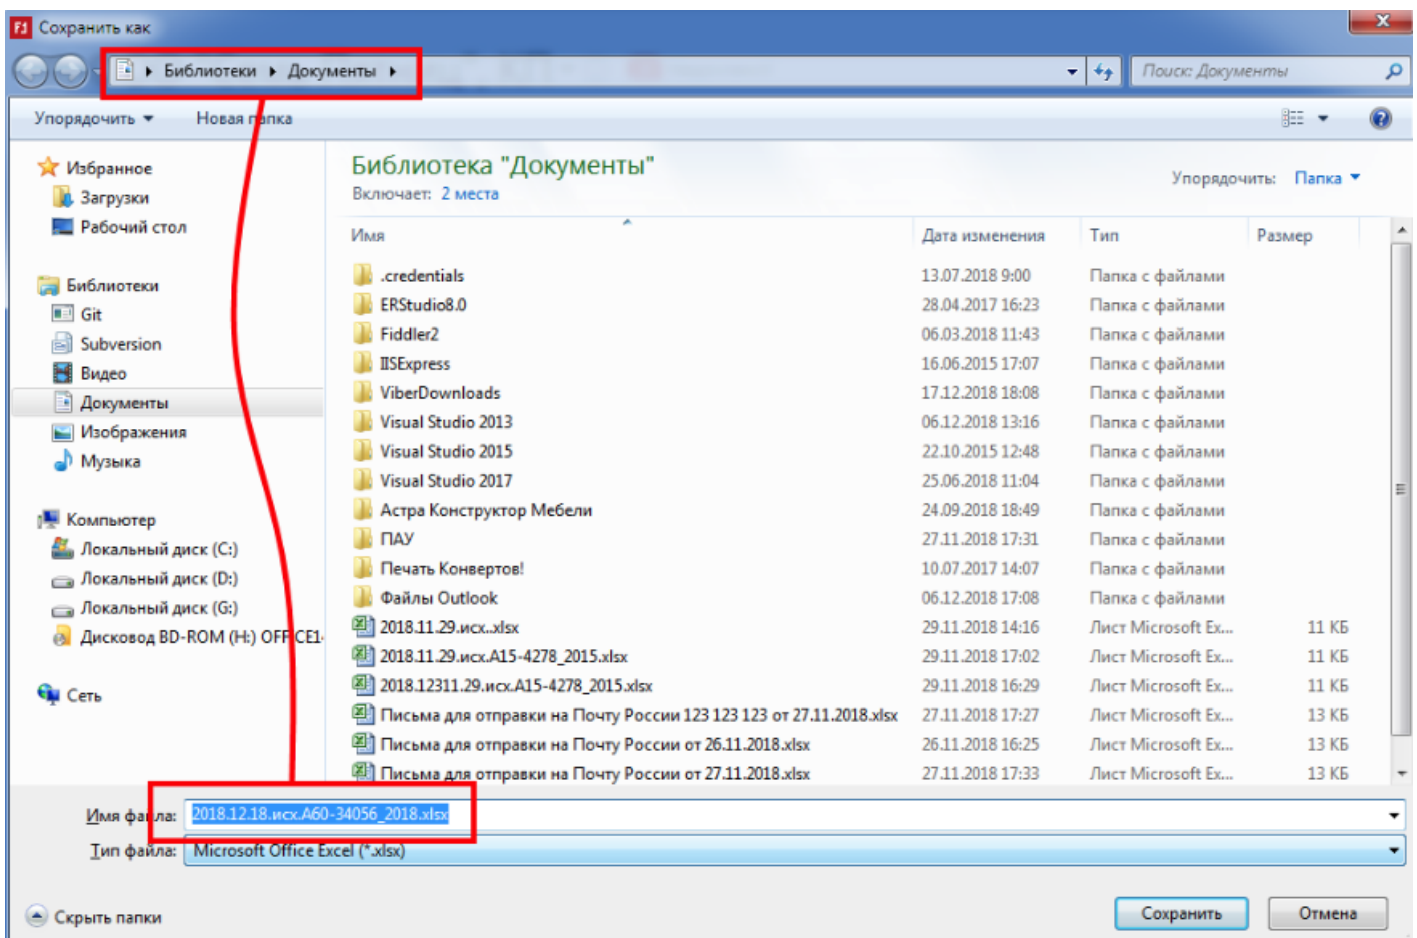 F1 Сохранить как
Библиотеки Документы
Поиск: Документы
Упорядочить Новая папка
Избранное
Загрузки
Рабочий стол
Библиотеки
Git
Subversion
Видео
Документы
Изображения
Музыка
Компьютер
Локальный диск (C:)
Локальный диск (D:)
Локальный диск (G:)
Дисковод BD-ROM (H:) OFFICE1
Сеть
Библиотека "Документы"
Включает: 2 места
Упорядочить: Папка
Имя Дата изменения Тип Размер
.credentials 13.07.2018 9:00 Папка с файлами
ERStudio8.0 28.04.2017 16:23 Папка с файлами
Fiddler2 06.03.2018 11:43 Папка с файлами
IISExpress 16.06.2015 17:07 Папка с файлами
ViberDownloads 17.12.2018 18:08 Папка с файлами
Visual Studio 2013 06.12.2018 13:16 Папка с файлами
Visual Studio 2015 22.10.2015 12:48 Папка с файлами
Visual Studio 2017 25.06.2018 11:04 Папка с файлами
Астра Конструктор Мебели 24.09.2018 18:49 Папка с файлами
ПАУ 27.11.2018 17:31 Папка с файлами
Печать Конвертов! 10.07.2017 14:07 Папка с файлами
Файлы Outlook 06.12.2018 17:08 Папка с файлами
2018.11.29.исх..xlsx 29.11.2018 14:16 Лист Microsoft Ex... 11 КБ
2018.11.29.исх.А15-4278_2015.xlsx 29.11.2018 17:02 Лист Microsoft Ex... 11 КБ
2018.12311.29.исх.А15-4278_2015.xlsx 29.11.2018 16:29 Лист Microsoft Ex... 11 КБ
Письма для отправки на Почту России 123 123 123 от 27.11.2018.xlsx 27.11.2018 17:27 Лист Microsoft Ex... 13 КБ
Письма для отправки на Почту России от 26.11.2018.xlsx 26.11.2018 16:25 Лист Microsoft Ex... 13 КБ
Письма для отправки на Почту России от 27.11.2018.xlsx 27.11.2018 17:33 Лист Microsoft Ex... 13 КБ
Имя файла: 2018.12.18.исх.А60-34056_2018.xlsx
Тип файла: Microsoft Office Excel (*.xlsx)
Скрыть папки
Сохранить Отмена